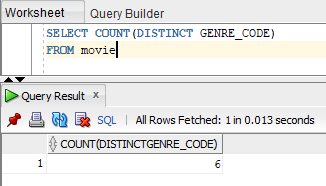 Worksheet Query Builder
SELECT COUNT(DISTINCT GENRE_CODE)
FROM movie
Query Result x
SQL | All Rows Fetched: 1 in 0.013 seconds
COUNT(DISTINCTGENRE_CODE)
1 6